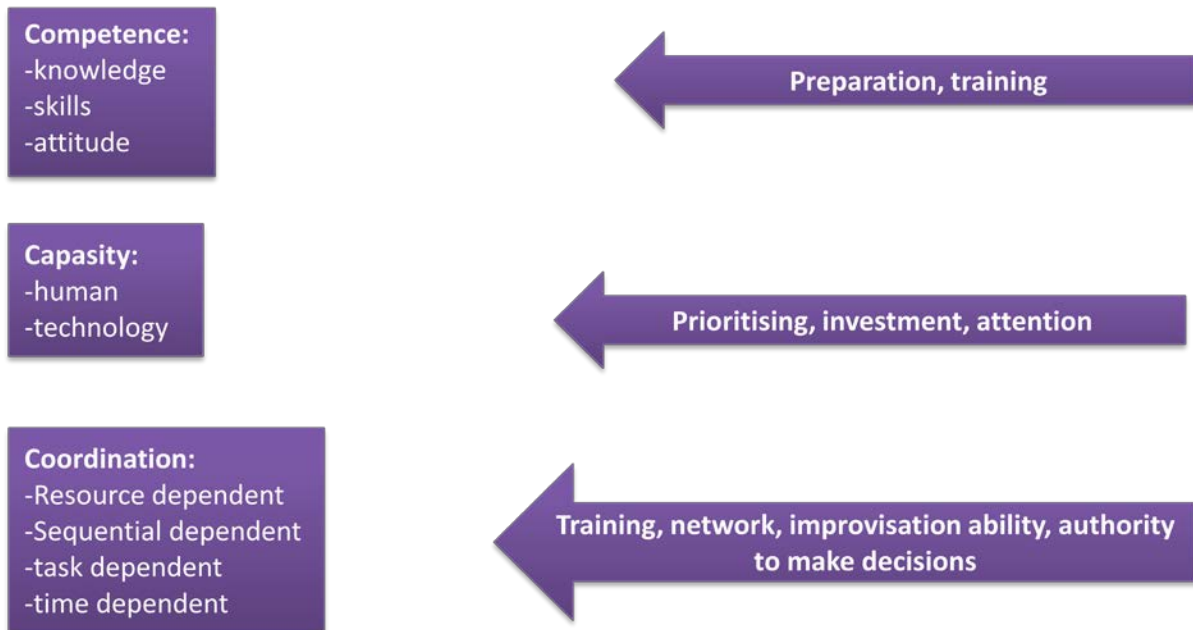 Competence:
-knowledge
-skills
-attitude
Preparation, training
Capasity:
-human
-technology
Prioritising, investment, attention
Coordination:
-Resource dependent
-Sequential dependent
-task dependent
-time dependent
Training, network, improvisation ability, authority
to make decisions